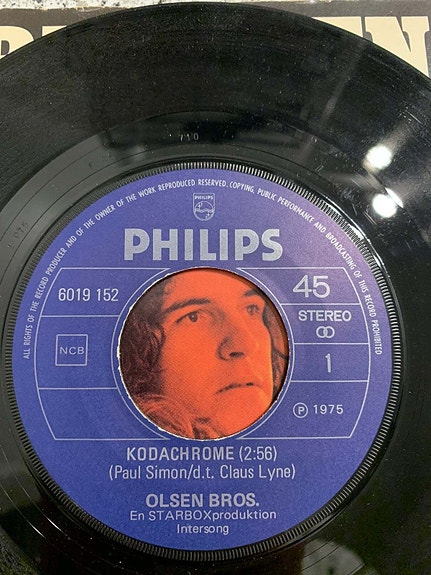 ALL RIGHTS OF THE RECORD PRODUCER AND OF THE OWNER OF THE WORK REPRODUCED RESERVED. COPYING, PUBLIC PERFORMANCE AND BROADCASTING OF THIS RECORD PROHIBITED
PHILIPS
PHILIPS
6019 152
45
STEREO
NCB
1
Ⓟ 1975
KODACHROME (2:56)
(Paul Simon/d.t. Claus Lyne)
OLSEN BROS.
En STARBOXproduktion
Intersong